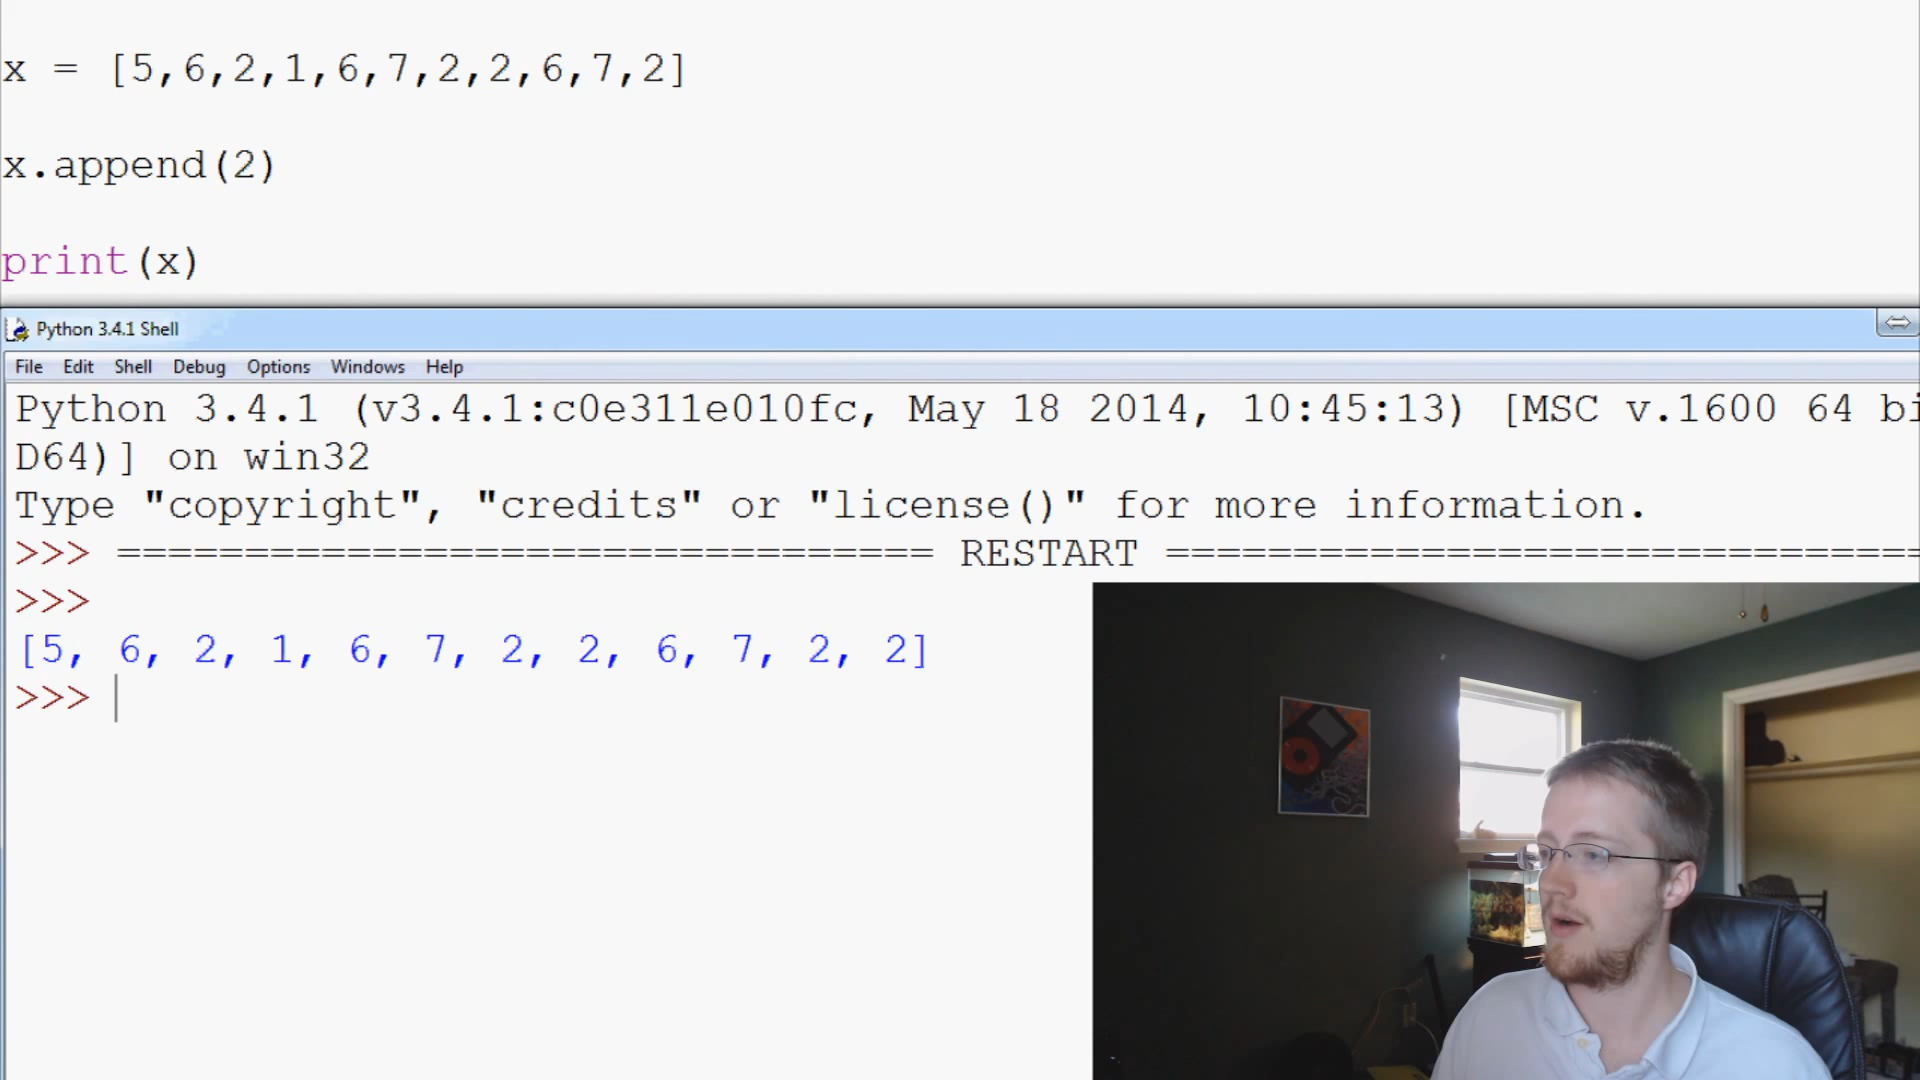 x = [5,6,2,1,6,7,2,2,6,7,2]
x.append(2)
print(x)
Python 3.4.1 Shell
File Edit Shell Debug Options Windows Help
Python 3.4.1 (v3.4.1:c0e311e010fc, May 18 2014, 10:45:13) [MSC v.1600 64 bi
D64)] on win32
Type "copyright", "credits" or "license()" for more information.
>>> ================================ RESTART ==============================
>>>
[5, 6, 2, 1, 6, 7, 2, 2, 6, 7, 2, 2]
>>>